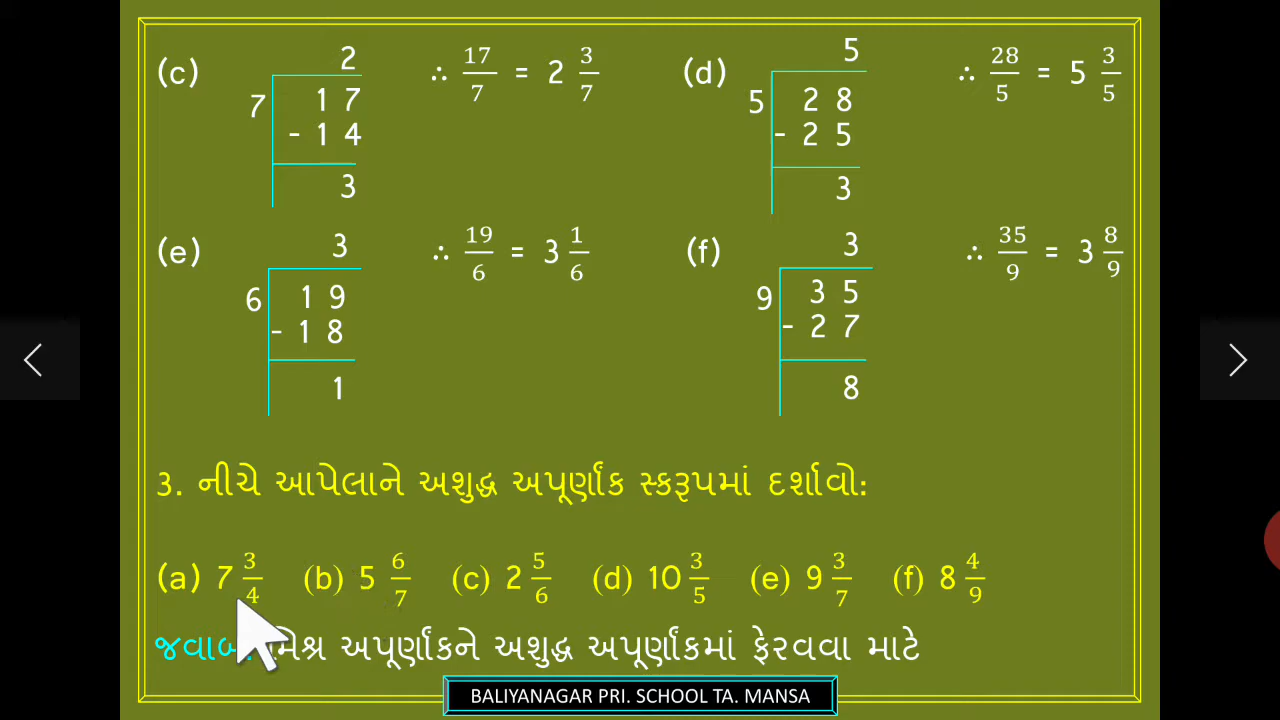 (c) 2 ∴ 17/7 = 2 3/7 (d) 5 ∴ 28/5 = 5 3/5
7 17 5 28
- 14 - 25
3 3
(e) 3 ∴ 19/6 = 3 1/6 (f) 3 ∴ 35/9 = 3 8/9
6 19 9 35
- 18 - 27
1 8
૩. નીચે આપેલાને અશુદ્ધ અપૂર્ણાંક સ્કરૂપમાં દર્શાવો:
(a) 7 3/4 (b) 5 6/7 (c) 2 5/6 (d) 10 3/5 (e) 9 3/7 (f) 8 4/9
અપૂર્ણાંકને અશુદ્ધ અપૂર્ણાંકમાં ફેરવવા માટે
BALIYANAGAR PRI. SCHOOL TA. MANSA